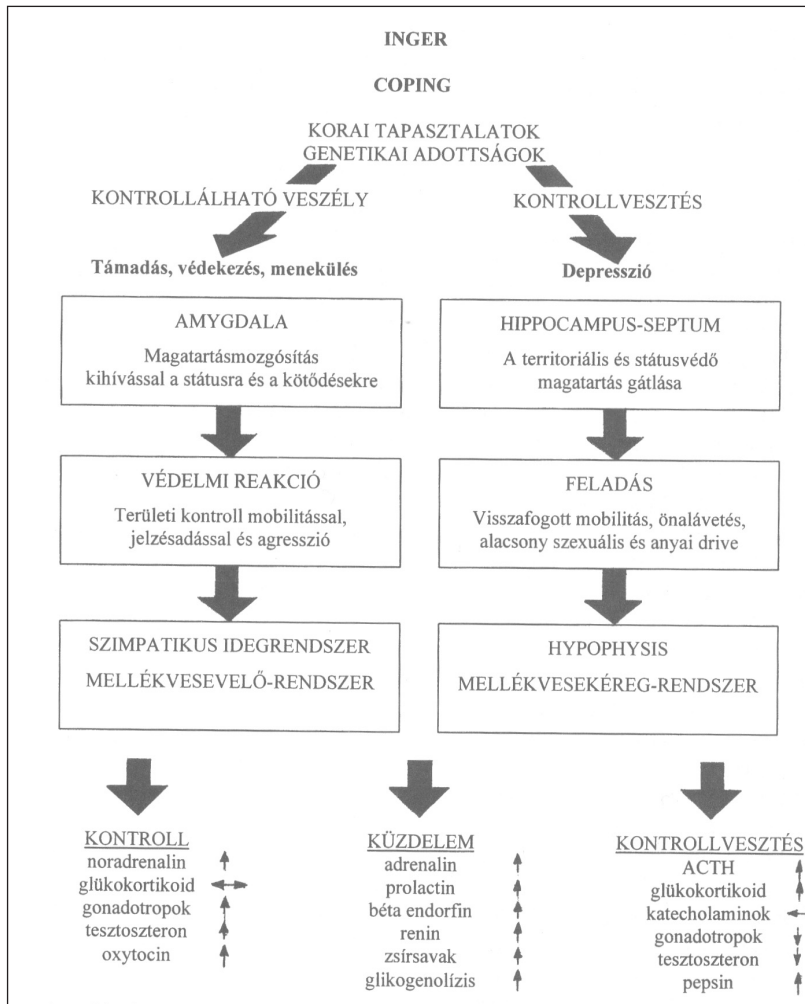 INGER
COPING
KORAI TAPASZTALATOK
GENETIKAI ADOTTSÁGOK
KONTROLLÁLHATÓ VESZÉLY
KONTROLLVESZTÉS
Támadás, védekezés, menekülés
Depresszió
AMYGDALA
Magatartásmozgósítás
kihívással a státusra és a kötődésekre
HIPPOCAMPUS-SEPTUM
A territoriális és státusvédő
magatartás gátlása
VÉDELMI REAKCIÓ
Területi kontroll mobilitással,
jelzésadással és agresszió
FELADÁS
Visszafogott mobilitás, önalávetés,
alacsony szexuális és anyai drive
SZIMPATIKUS IDEGRENDSZER
MELLÉKVESEVELŐ-RENDSZER
HYPOPHYSIS
MELLÉKVESEKÉREG-RENDSZER
KONTROLL
noradrenalin ↑
glükokortikoid ↔
gonadotropok ↑
tesztoszteron ↑
oxytocin ↑
KÜZDELEM
adrenalin ↑
prolactin ↑
béta endorfin ↑
renin ↑
zsírsavak ↑
glikogenolízis ↑
KONTROLLVESZTÉS
ACTH ↑
glükokortikoid ↑
katecholaminok ←
gonadotropok ↓
tesztoszteron ↓
pepsin ↑